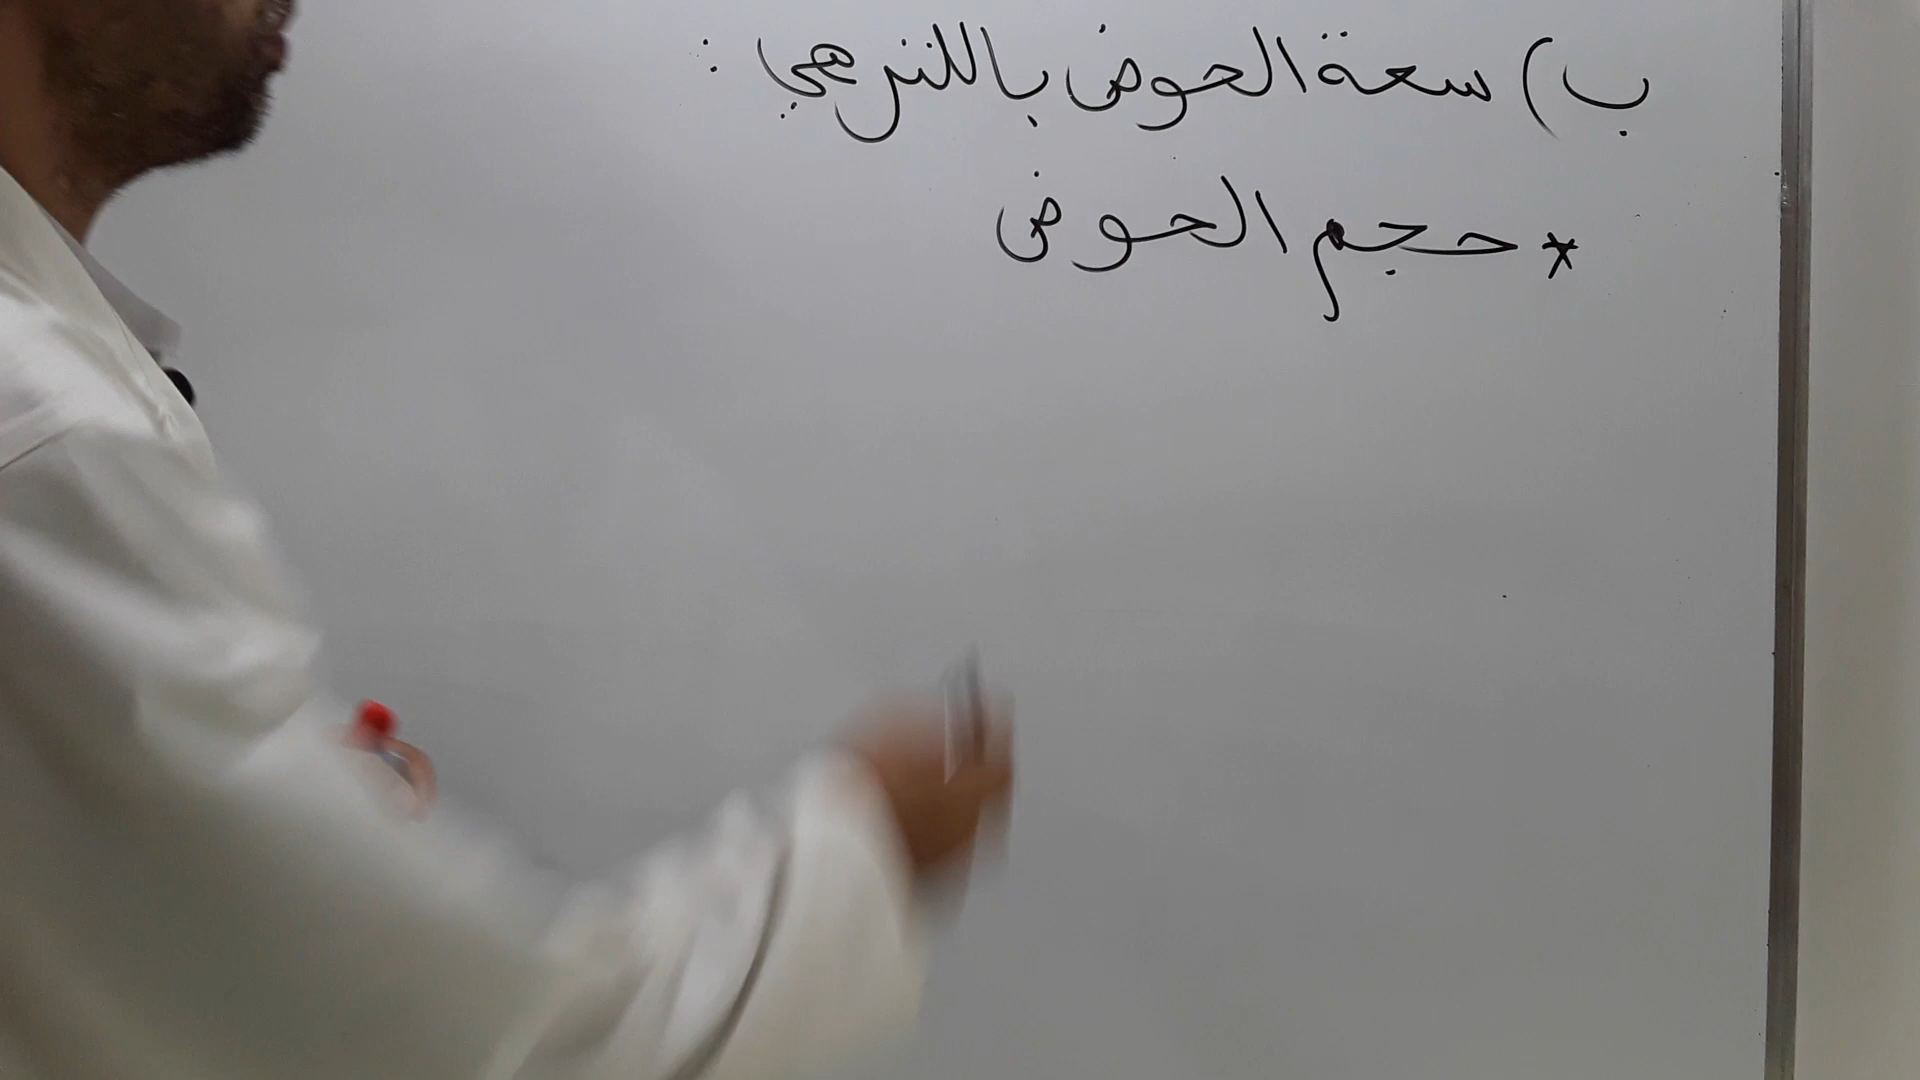 ب) سعة الحوض باللتر هي :
* حجم الحوض